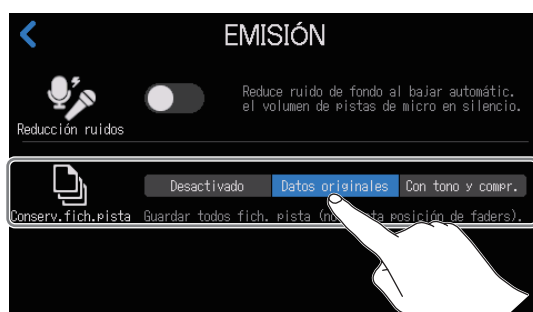 EMISIÓN
Reduce ruido de fondo al bajar automátic.
el volumen de pistas de micro en silencio.
Reducción ruidos
Desactivado Datos originales Con tono y compr.
Conserv.fich.pista Guardar todos fich. pista (no posición de faders).